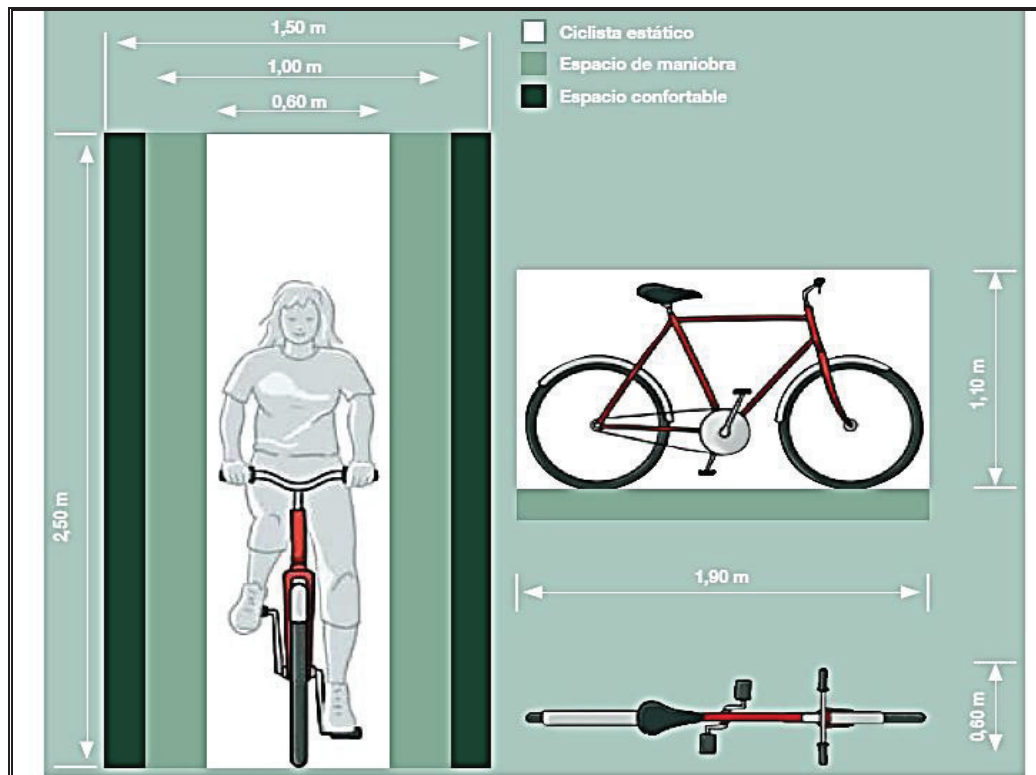 1,50 m
1,00 m
0,60 m
Ciclista estático
Espacio de maniobra
Espacio confortable
2,50 m
1,10 m
1,90 m
0,60 m